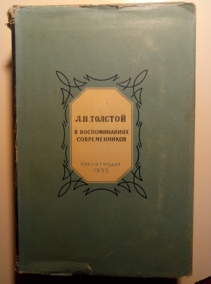 Л.Н.ТОЛСТОЙ
В ВОСПОМИНАНИЯХ
СОВРЕМЕННИКОВ
ГОСЛИТИЗДАТ
1955